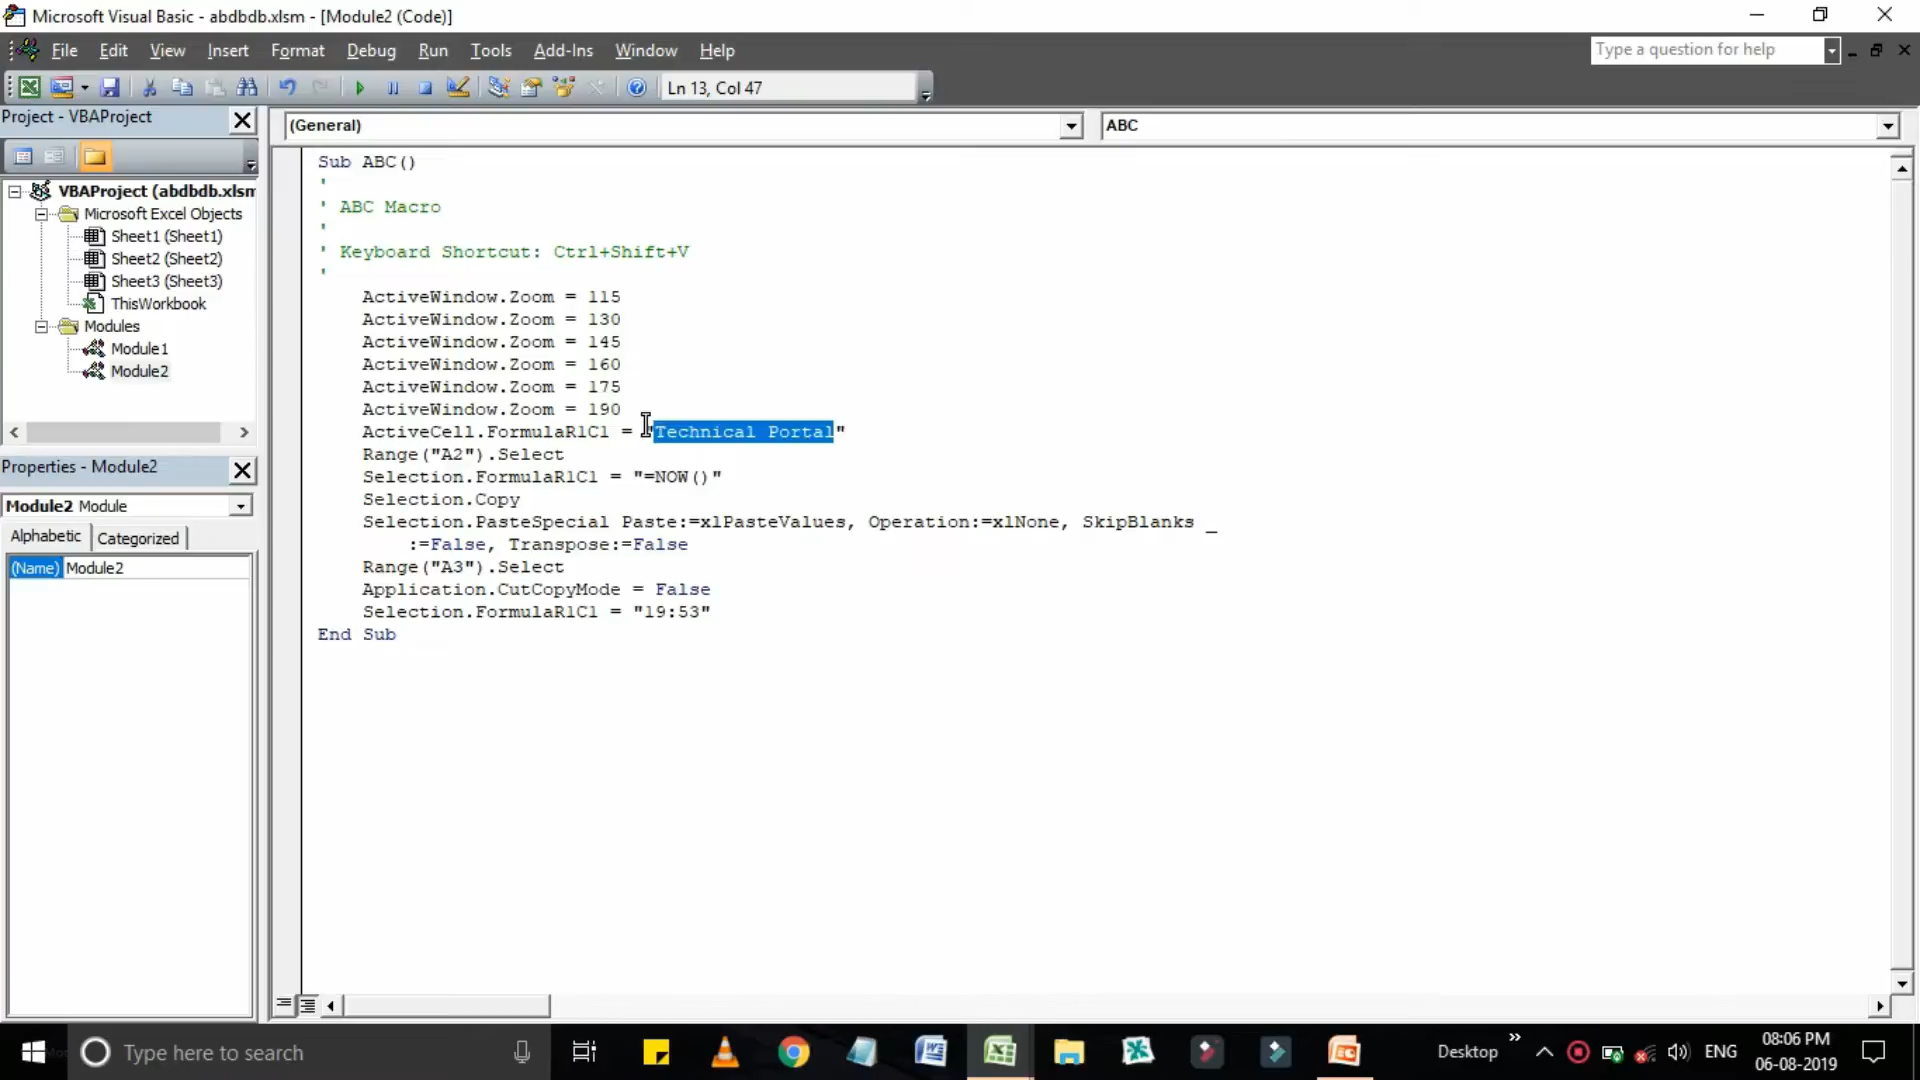 Microsoft Visual Basic - abdbdb.xlsm - [Module2 (Code)]
File Edit View Insert Format Debug Run Tools Add-Ins Window Help
Type a question for help
Ln 13, Col 47
Project - VBAProject
(General)
ABC
VBAProject (abdbdb.xlsm
Microsoft Excel Objects
Sheet1 (Sheet1)
Sheet2 (Sheet2)
Sheet3 (Sheet3)
ThisWorkbook
Modules
Module1
Module2
Properties - Module2
Module2 Module
Alphabetic Categorized
(Name) Module2
Sub ABC()
'
' ABC Macro
'
' Keyboard Shortcut: Ctrl+Shift+V
'
ActiveWindow.Zoom = 115
ActiveWindow.Zoom = 130
ActiveWindow.Zoom = 145
ActiveWindow.Zoom = 160
ActiveWindow.Zoom = 175
ActiveWindow.Zoom = 190
ActiveCell.FormulaR1C1 = "Technical Portal"
Range("A2").Select
Selection.FormulaR1C1 = "=NOW()"
Selection.Copy
Selection.PasteSpecial Paste:=xlPasteValues, Operation:=xlNone, SkipBlanks _
:=False, Transpose:=False
Range("A3").Select
Application.CutCopyMode = False
Selection.FormulaR1C1 = "19:53"
End Sub
Type here to search
Desktop
ENG
08:06 PM
06-08-2019